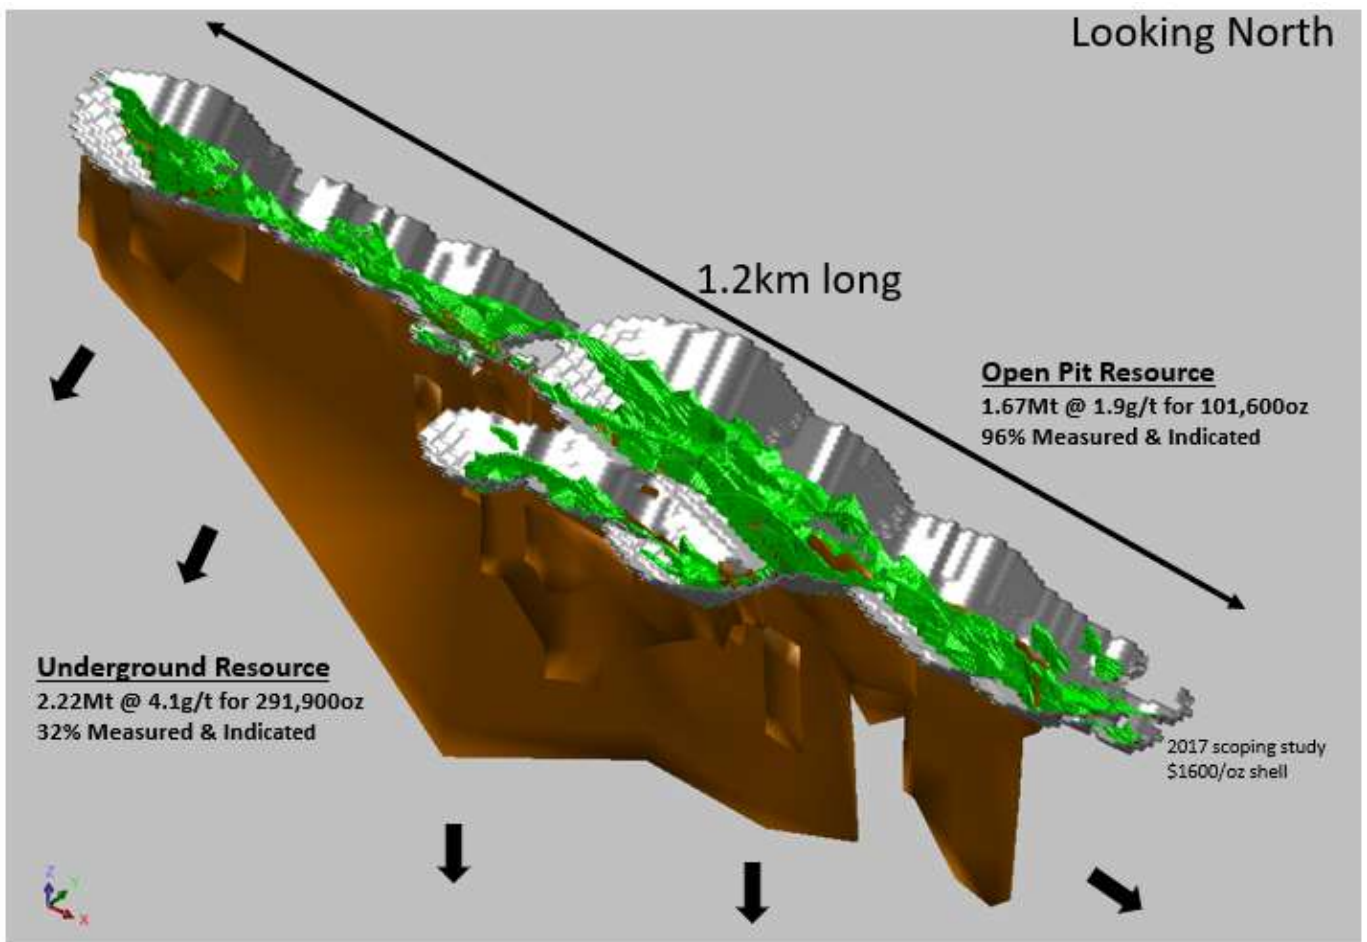 Looking North
1.2km long
Open Pit Resource
1.67Mt @ 1.9g/t for 101,600oz
96% Measured & Indicated
Underground Resource
2.22Mt @ 4.1g/t for 291,900oz
32% Measured & Indicated
2017 scoping study
$1600/oz shell
Z
Y
X